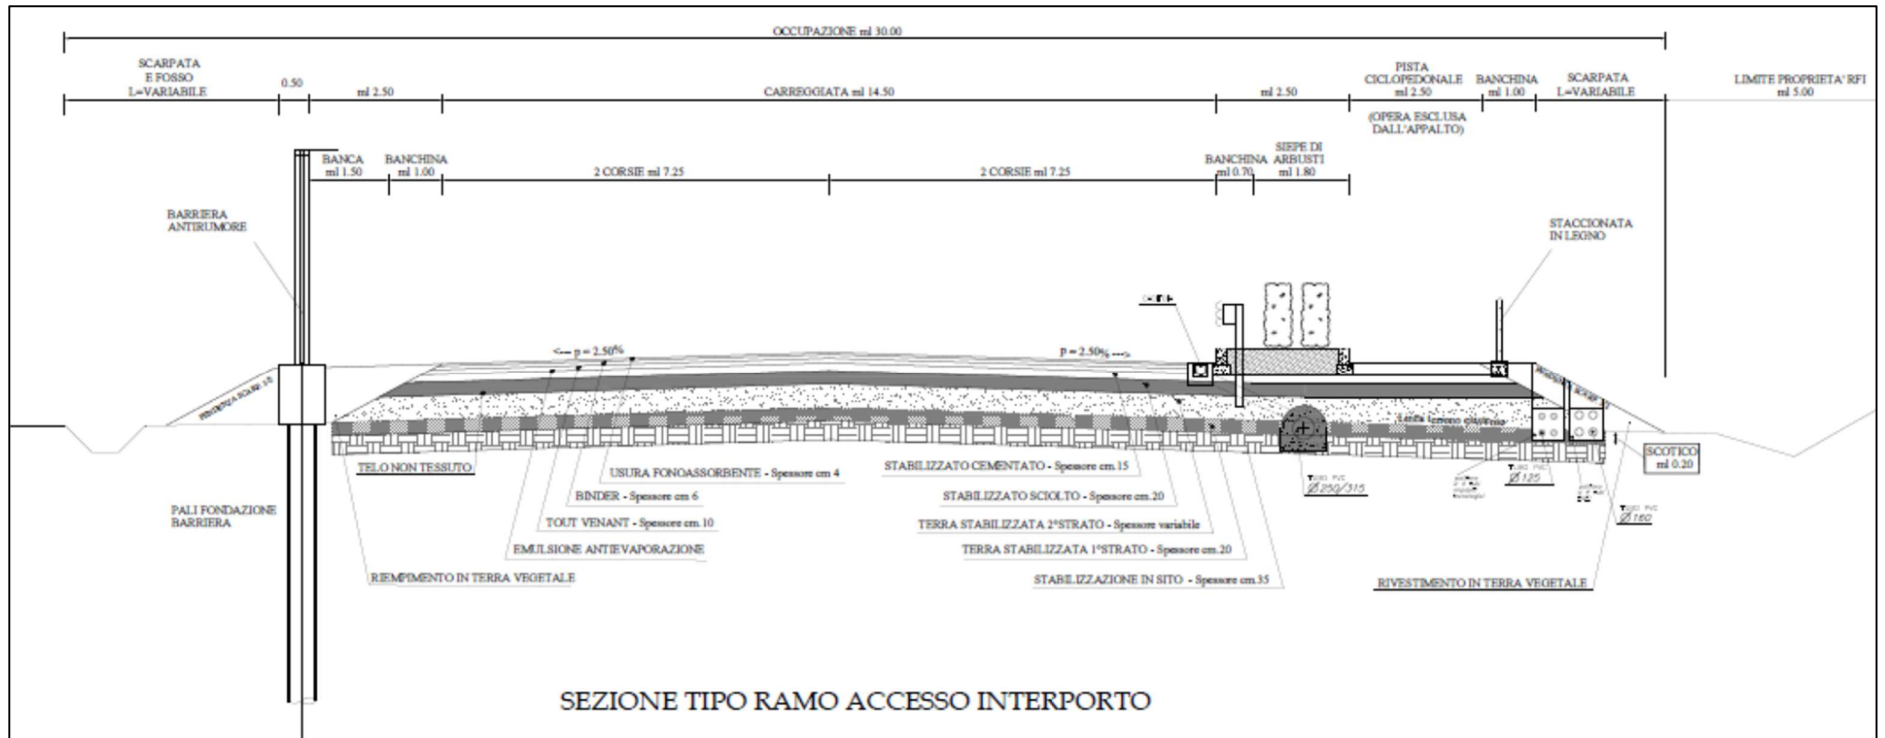 OCCUPAZIONE ml 30.00
SCARPATA
E FOSSO
L=VARIABILE
0.50
ml 2.50
CARREGGIATA ml 14.50
ml 2.50
PISTA
CICLOPEDONALE
ml 2.50
(OPERA ESCLUSA
DALL'APPALTO)
BANCHINA
ml 1.00
SCARPATA
L=VARIABILE
LIMITE PROPRIETA' RFI
ml 5.00
BANCA
ml 1.50
BANCHINA
ml 1.00
2 CORSIE ml 7.25
2 CORSIE ml 7.25
BANCHINA
ml 0.70
SIEPE DI
ARBUSTI
ml 1.80
BARRIERA
ANTIRUMORE
STACCIONATA
IN LEGNO
<--- p = 2.50%
p = 2.50% --->
SCOTICO
ml 0.20
TELO NON TESSUTO
USURA FONOASSORBENTE - Spessore cm 4
BINDER - Spessore cm 6
TOUT VENANT - Spessore cm.10
EMULSIONE ANTIEVAPORAZIONE
RIEMPIMENTO IN TERRA VEGETALE
STABILIZZATO CEMENTATO - Spessore cm.15
STABILIZZATO SCIOLTO - Spessore cm.20
TERRA STABILIZZATA 2°STRATO - Spessore variabile
TERRA STABILIZZATA 1°STRATO - Spessore cm.20
STABILIZZAZIONE IN SITO - Spessore cm.35
PVC
Ø250/315
PVC
Ø125
PVC
Ø160
RIVESTIMENTO IN TERRA VEGETALE
PALI FONDAZIONE
BARRIERA
SEZIONE TIPO RAMO ACCESSO INTERPORTO